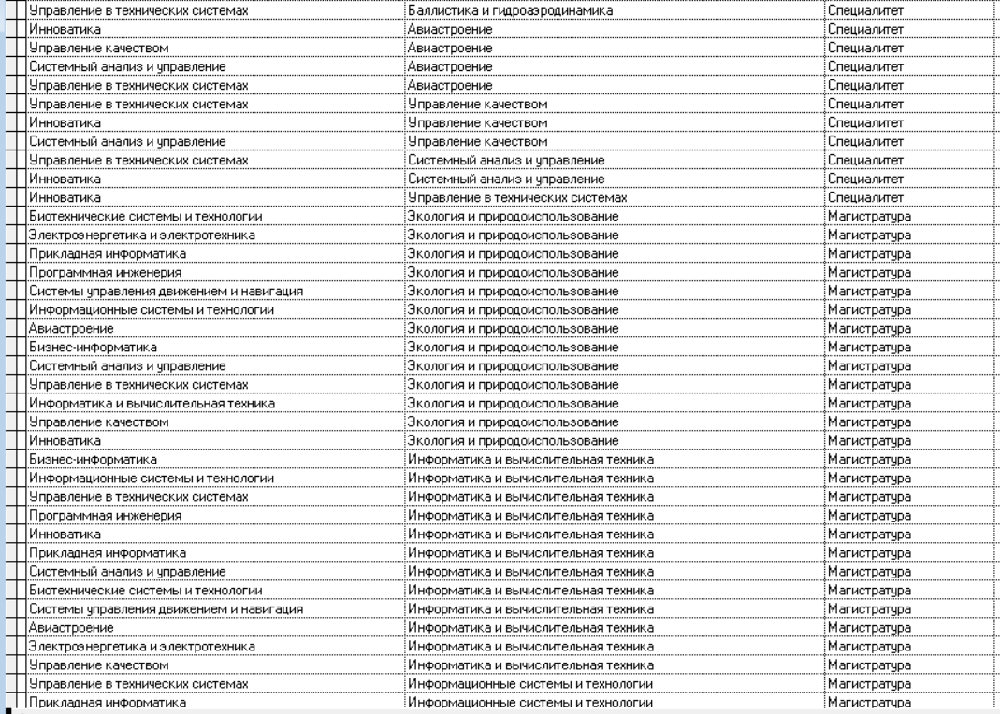 Управление в технических системах Баллистика и гидроаэродинамика Специалитет
Инноватика Авиастроение Специалитет
Управление качеством Авиастроение Специалитет
Системный анализ и управление Авиастроение Специалитет
Управление в технических системах Авиастроение Специалитет
Управление в технических системах Управление качеством Специалитет
Инноватика Управление качеством Специалитет
Системный анализ и управление Управление качеством Специалитет
Управление в технических системах Системный анализ и управление Специалитет
Инноватика Системный анализ и управление Специалитет
Инноватика Управление в технических системах Специалитет
Биотехнические системы и технологии Экология и природоиспользование Магистратура
Электроэнергетика и электротехника Экология и природоиспользование Магистратура
Прикладная информатика Экология и природоиспользование Магистратура
Программная инженерия Экология и природоиспользование Магистратура
Системы управления движением и навигация Экология и природоиспользование Магистратура
Информационные системы и технологии Экология и природоиспользование Магистратура
Авиастроение Экология и природоиспользование Магистратура
Бизнес-информатика Экология и природоиспользование Магистратура
Системный анализ и управление Экология и природоиспользование Магистратура
Управление в технических системах Экология и природоиспользование Магистратура
Информатика и вычислительная техника Экология и природоиспользование Магистратура
Управление качеством Экология и природоиспользование Магистратура
Инноватика Экология и природоиспользование Магистратура
Бизнес-информатика Информатика и вычислительная техника Магистратура
Информационные системы и технологии Информатика и вычислительная техника Магистратура
Управление в технических системах Информатика и вычислительная техника Магистратура
Программная инженерия Информатика и вычислительная техника Магистратура
Инноватика Информатика и вычислительная техника Магистратура
Прикладная информатика Информатика и вычислительная техника Магистратура
Системный анализ и управление Информатика и вычислительная техника Магистратура
Биотехнические системы и технологии Информатика и вычислительная техника Магистратура
Системы управления движением и навигация Информатика и вычислительная техника Магистратура
Авиастроение Информатика и вычислительная техника Магистратура
Электроэнергетика и электротехника Информатика и вычислительная техника Магистратура
Управление качеством Информатика и вычислительная техника Магистратура
Управление в технических системах Информационные системы и технологии Магистратура
Прикладная информатика Информационные системы и технологии Магистратура